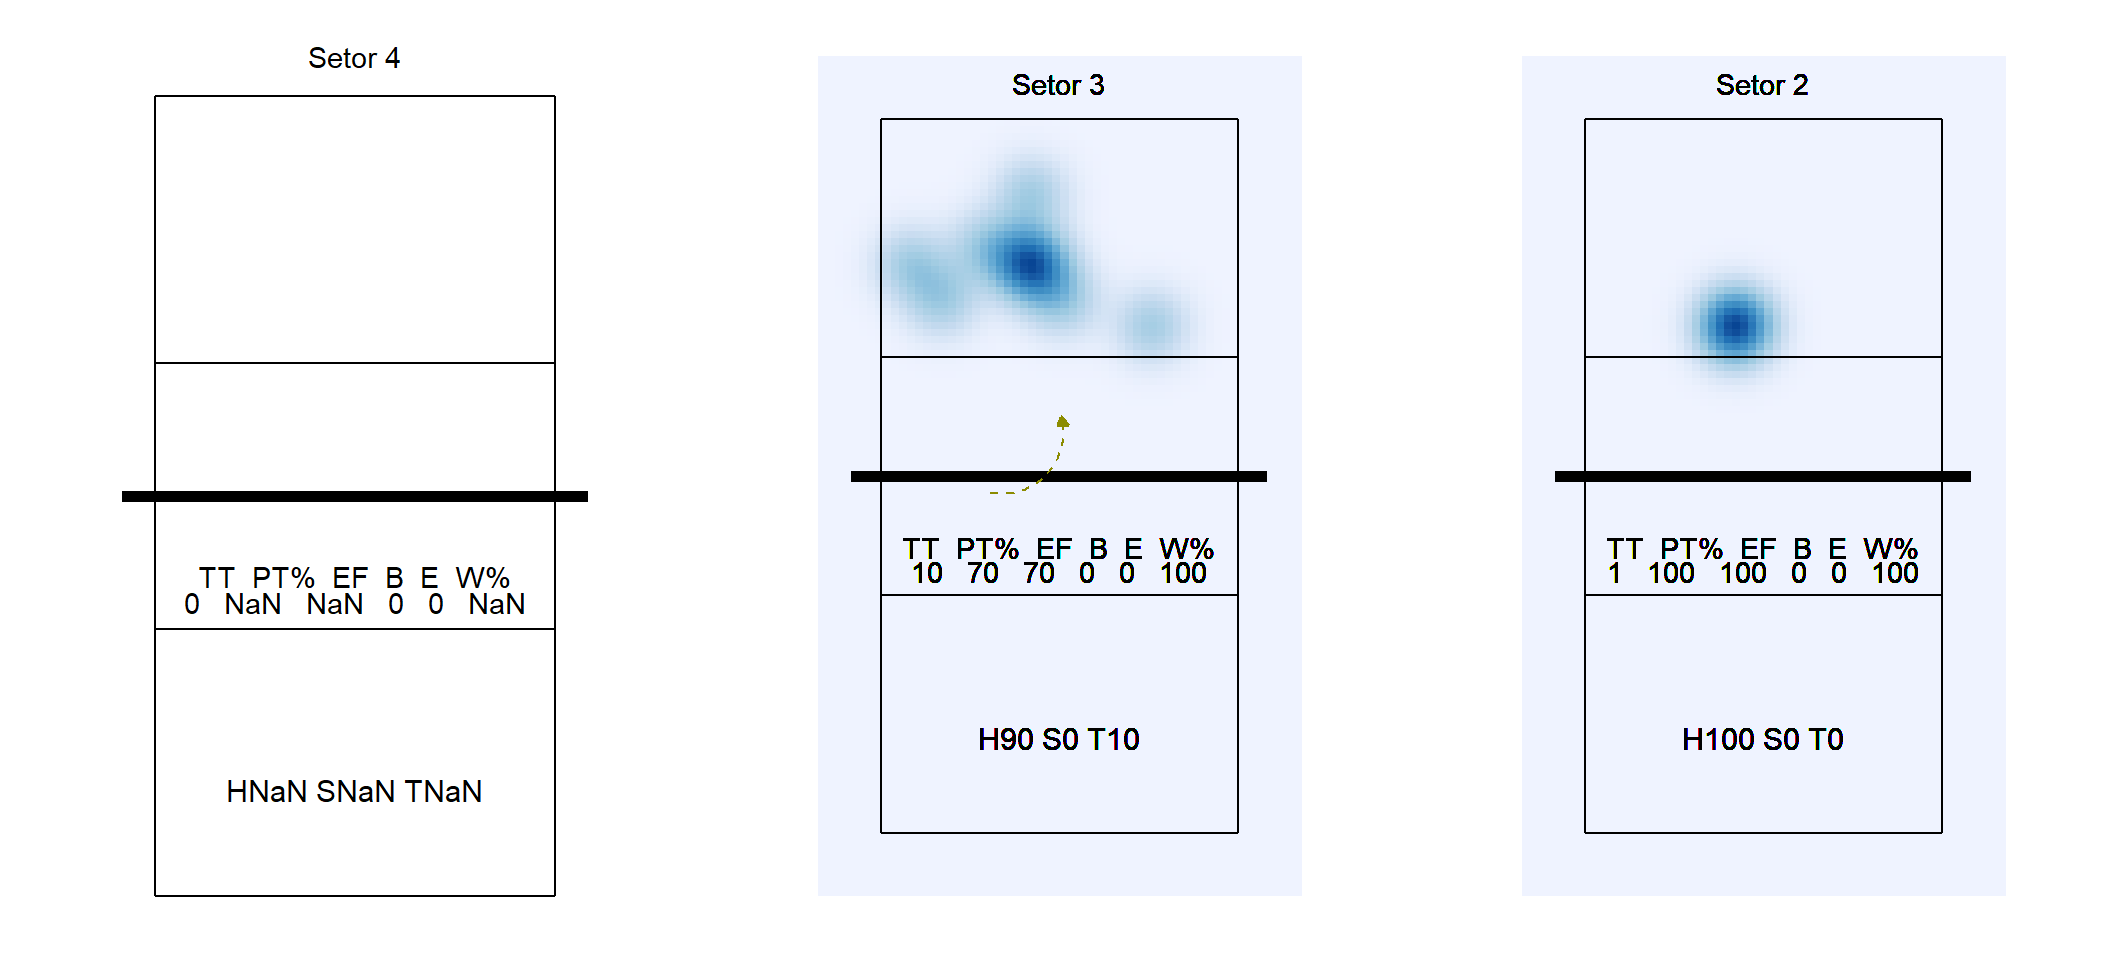 Setor 4
TT PT% EF B E W%
0 NaN NaN 0 0 NaN
HNaN SNaN TNaN
Setor 3
TT PT% EF B E W%
10 70 70 0 0 100
H90 S0 T10
Setor 2
TT PT% EF B E W%
1 100 100 0 0 100
H100 S0 T0